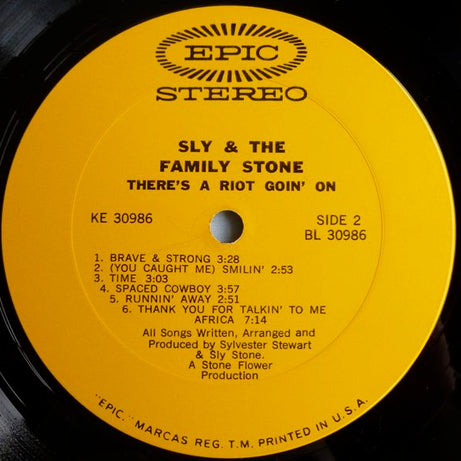 EPIC
STEREO
SLY & THE
FAMILY STONE
THERE'S A RIOT GOIN' ON
KE 30986
SIDE 2
BL 30986
1. BRAVE & STRONG 3:28
2. (YOU CAUGHT ME) SMILIN' 2:53
3. TIME 3:03
4. SPACED COWBOY 3:57
5. RUNNIN' AWAY 2:51
6. THANK YOU FOR TALKIN' TO ME
AFRICA 7:14
All Songs Written, Arranged and
Produced by Sylvester Stewart
& Sly Stone.
A Stone Flower
Production
"EPIC," MARCAS REG. T.M. PRINTED IN U.S.A.